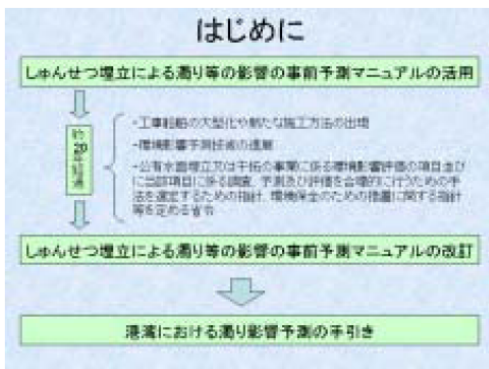 はじめに
しゅんせつ埋立による濁り等の影響の事前予測マニュアルの活用
約20年経過
・工事船舶の大型化や新たな施工方法の出現
・環境影響予測技術の進展
・公有水面埋立又は干拓の事業に係る環境影響評価の項目並び
に当該項目に係る調査、予測及び評価を合理的に行うための手
法を選定するための指針、環境保全のための措置に関する指針
等を定める省令
しゅんせつ埋立による濁り等の影響の事前予測マニュアルの改訂
港湾における濁り影響予測の手引き